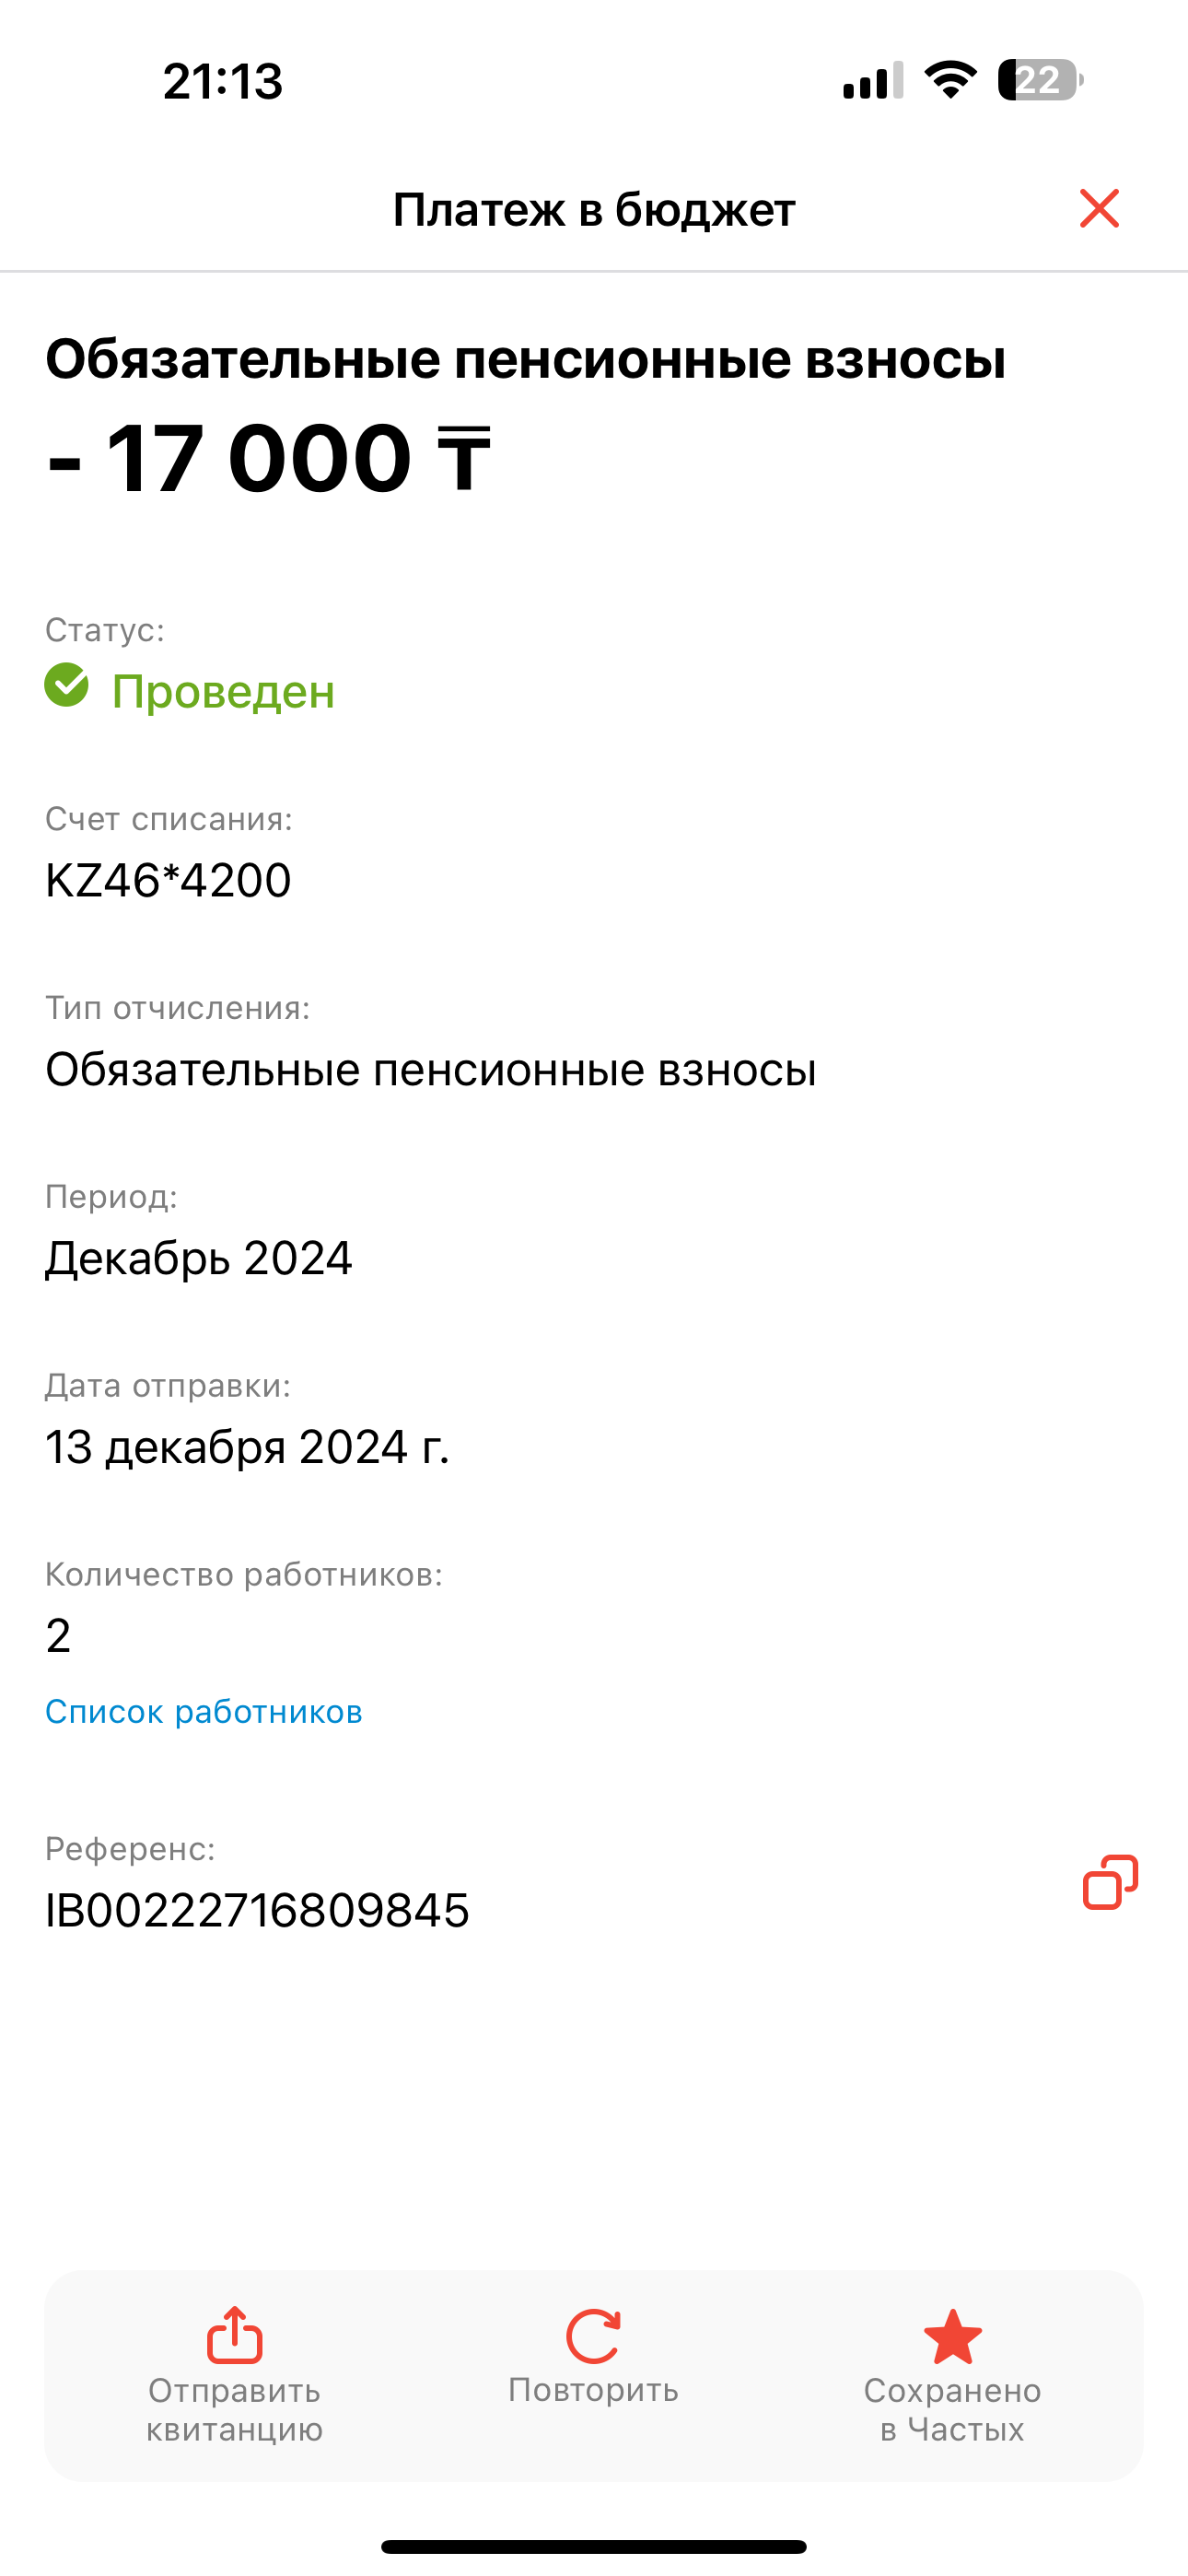 21:13
22
Платеж в бюджет
Обязательные пенсионные взносы
- 17 000 ₸
Статус:
Проведен
Счет списания:
KZ46*4200
Тип отчисления:
Обязательные пенсионные взносы
Период:
Декабрь 2024
Дата отправки:
13 декабря 2024 г.
Количество работников:
2
Список работников
Референс:
IB00222716809845
Отправить
квитанцию
Повторить
Сохранено
в Частых